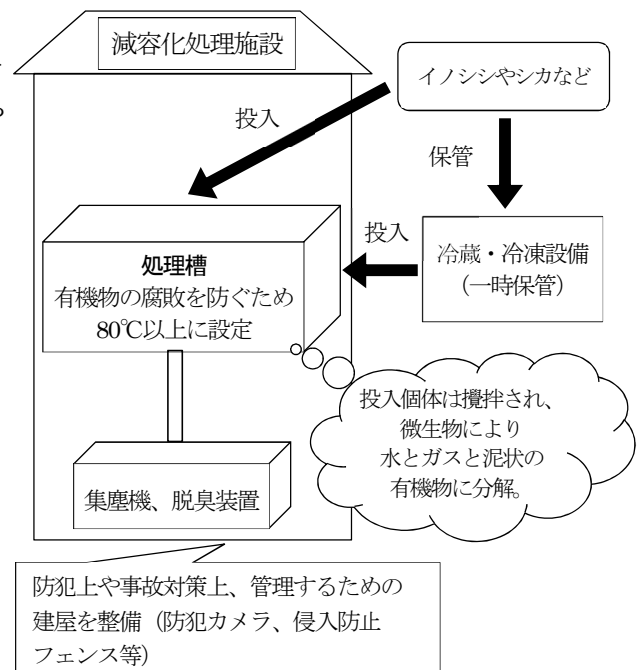 減容化処理施設
イノシシやシカなど
投入
保管
投入
冷蔵・冷凍設備
（一時保管）
処理槽
有機物の腐敗を防ぐため
80℃以上に設定
投入個体は攪拌され、
微生物により
水とガスと泥状の
有機物に分解。
集塵機、脱臭装置
防犯上や事故対策上、管理するための
建屋を整備（防犯カメラ、侵入防止
フェンス等）